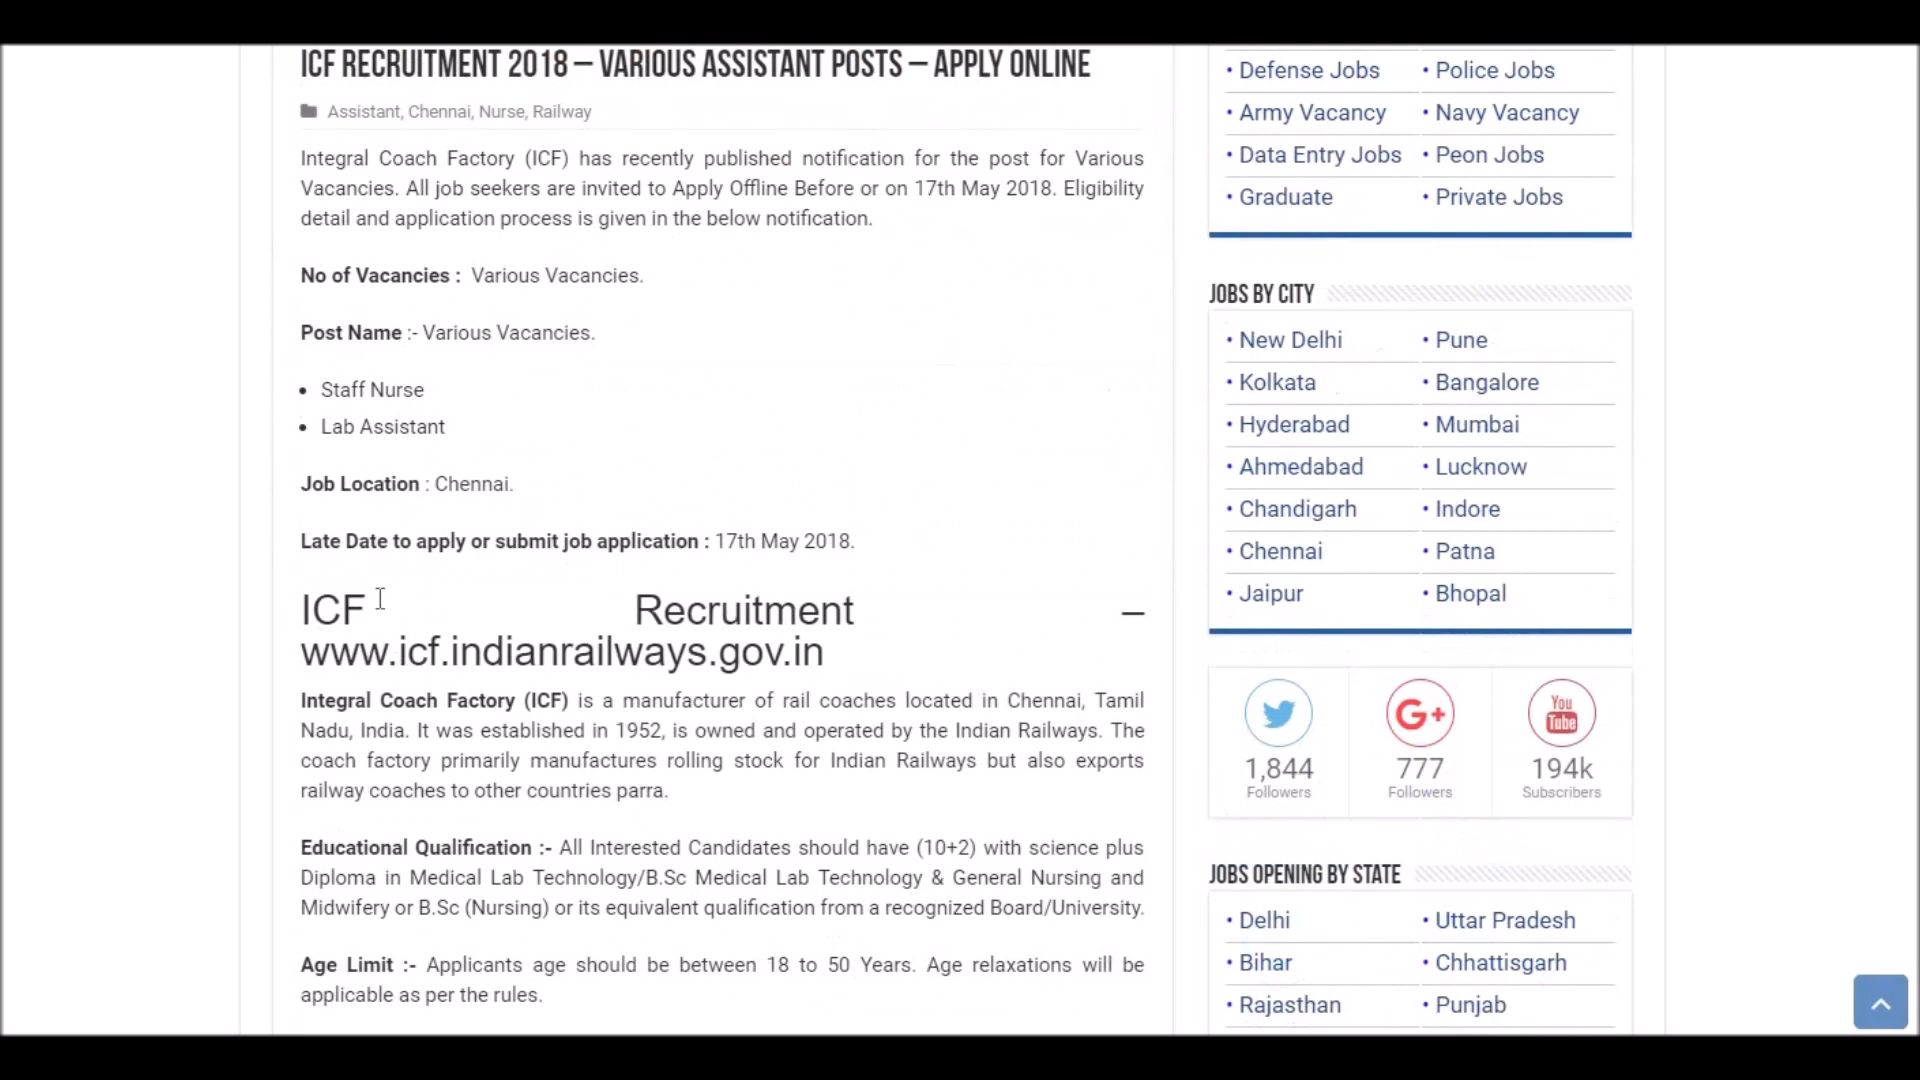 ICF RECRUITMENT 2018 – VARIOUS ASSISTANT POSTS – APPLY ONLINE
Assistant, Chennai, Nurse, Railway
Integral Coach Factory (ICF) has recently published notification for the post for Various
Vacancies. All job seekers are invited to Apply Offline Before or on 17th May 2018. Eligibility
detail and application process is given in the below notification.
No of Vacancies : Various Vacancies.
Post Name :- Various Vacancies.
• Staff Nurse
• Lab Assistant
Job Location : Chennai.
Late Date to apply or submit job application : 17th May 2018.
ICF Recruitment –
www.icf.indianrailways.gov.in
Integral Coach Factory (ICF) is a manufacturer of rail coaches located in Chennai, Tamil
Nadu, India. It was established in 1952, is owned and operated by the Indian Railways. The
coach factory primarily manufactures rolling stock for Indian Railways but also exports
railway coaches to other countries parra.
Educational Qualification :- All Interested Candidates should have (10+2) with science plus
Diploma in Medical Lab Technology/B.Sc Medical Lab Technology & General Nursing and
Midwifery or B.Sc (Nursing) or its equivalent qualification from a recognized Board/University.
Age Limit :- Applicants age should be between 18 to 50 Years. Age relaxations will be
applicable as per the rules.
• Defense Jobs • Police Jobs
• Army Vacancy • Navy Vacancy
• Data Entry Jobs • Peon Jobs
• Graduate • Private Jobs
JOBS BY CITY
• New Delhi • Pune
• Kolkata • Bangalore
• Hyderabad • Mumbai
• Ahmedabad • Lucknow
• Chandigarh • Indore
• Chennai • Patna
• Jaipur • Bhopal
G+ You Tube
1,844 777 194k
Followers Followers Subscribers
JOBS OPENING BY STATE
• Delhi • Uttar Pradesh
• Bihar • Chhattisgarh
• Rajasthan • Punjab